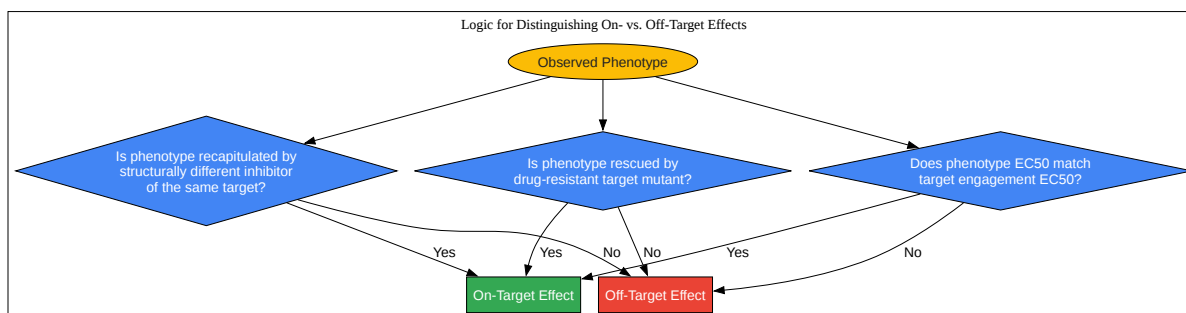 Logic for Distinguishing On- vs. Off-Target Effects
Observed Phenotype
Is phenotype recapitulated by
structurally different inhibitor
of the same target?
Is phenotype rescued by
drug-resistant target mutant?
Does phenotype EC50 match
target engagement EC50?
Yes
Yes
No
No
Yes
No
On-Target Effect
Off-Target Effect